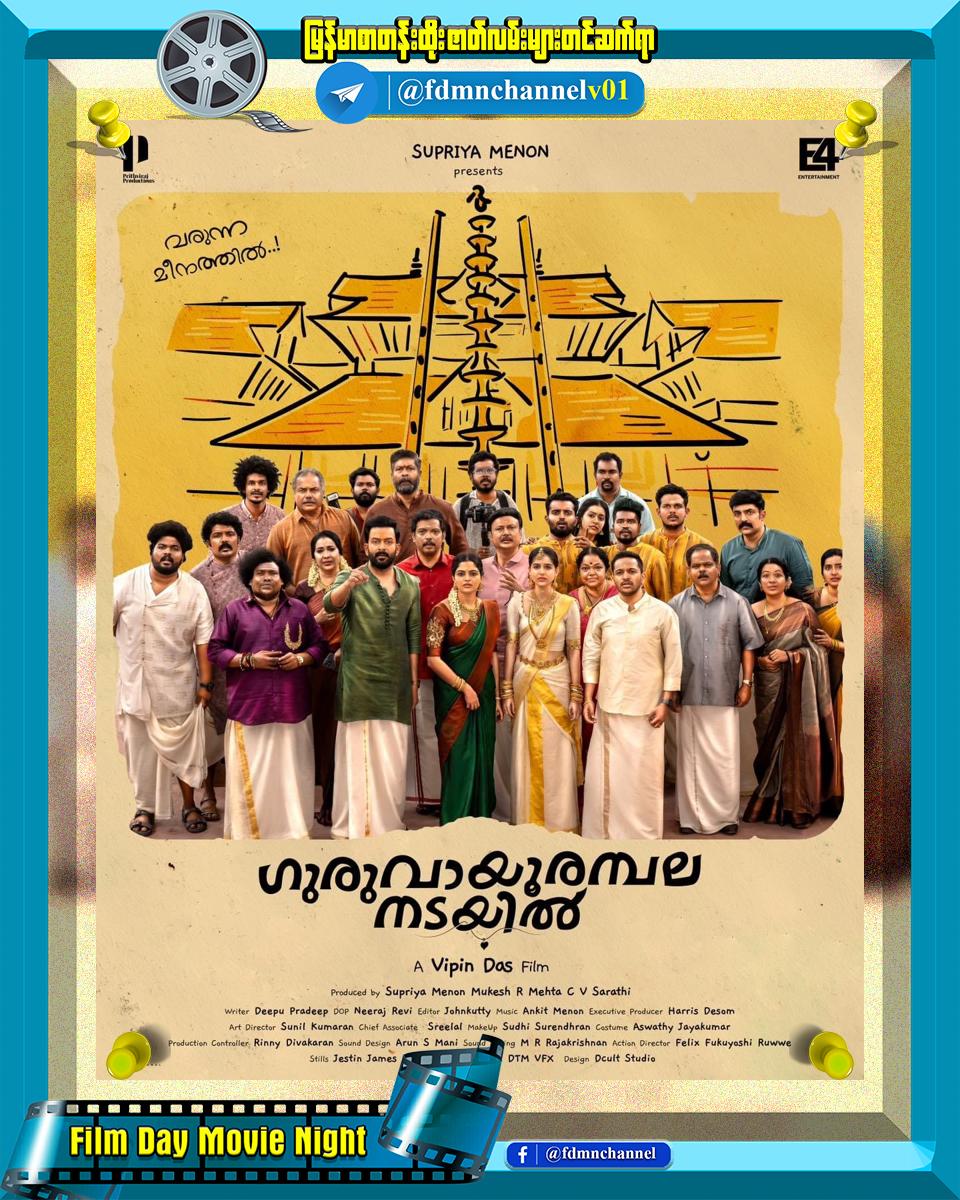 မြန်မာစာတန်းထိုးဇာတ်လမ်းများတင်ဆက်ရာ
@fdmnchannelv01
Prithviraj
Productions
SUPRIYA MENON
presents
E4
ENTERTAINMENT
വരുന്ന
മീനത്തിൽ..!
ഗുരുവായൂരമ്പല
നടയിൽ
A Vipin Das Film
Produced by Supriya Menon Mukesh R Mehta C V Sarathi
Writer Deepu Pradeep DOP Neeraj Revi Editor Johnkutty Music Ankit Menon Executive Producer Harris Desom
Art Director Sunil Kumaran Chief Associate Sreelal MakeUp Sudhi Surendhran Costume Aswathy Jayakumar
Production Controller Rinny Divakaran Sound Design Arun S Mani Sound M R Rajakrishnan Action Director Felix Fukuyoshi Ruwwe
Stills Jestin James DTM VFX Design Dcult Studio
Film Day Movie Night
@fdmnchannel